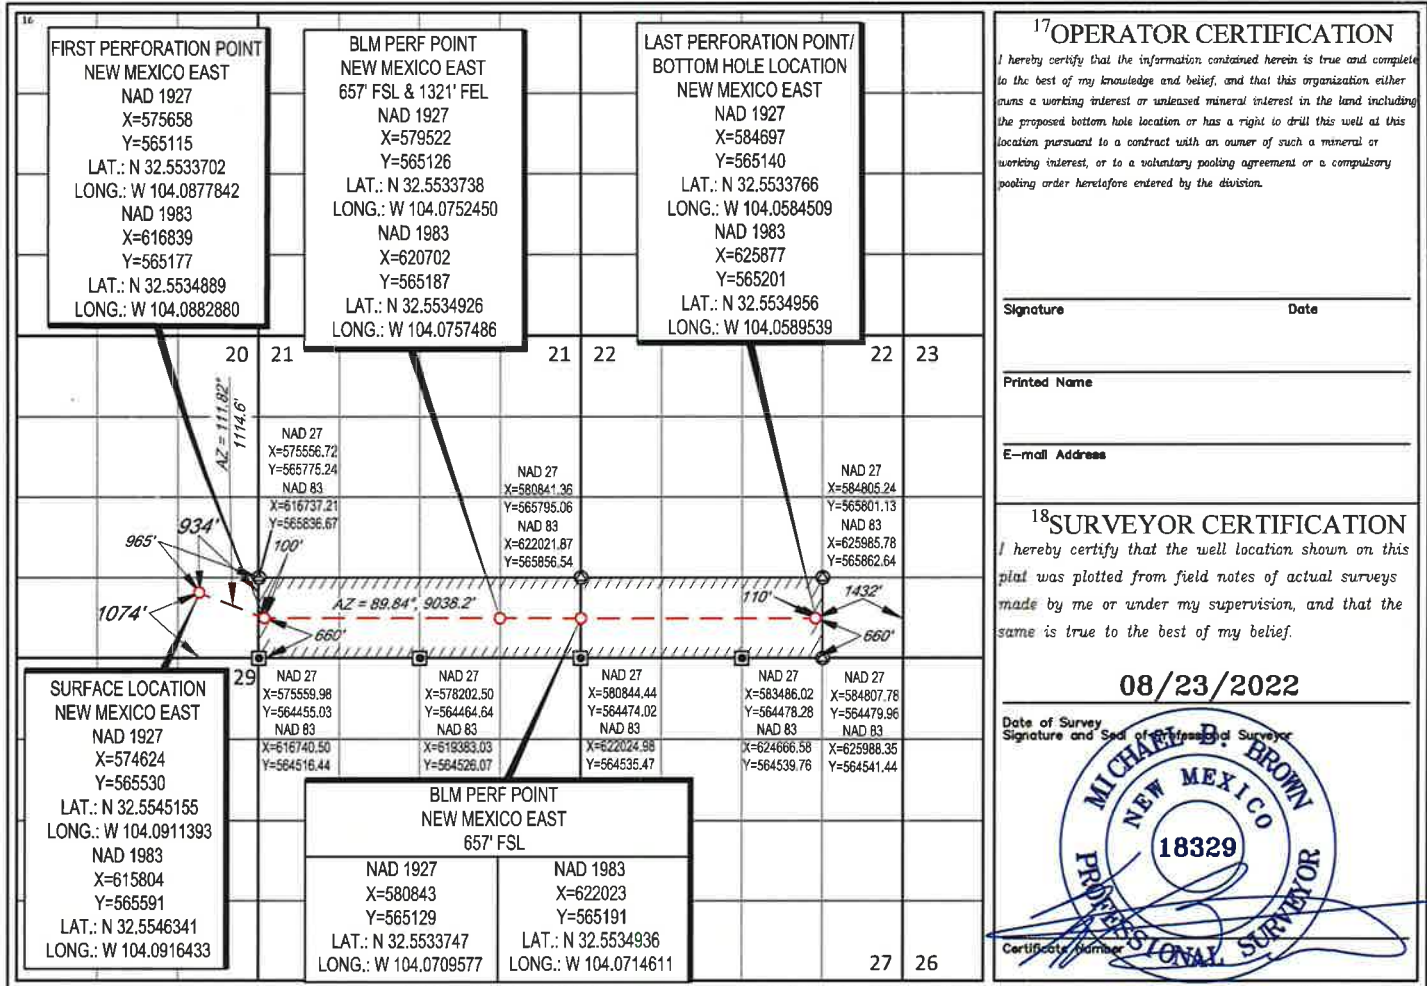 16
FIRST PERFORATION POINT
NEW MEXICO EAST
NAD 1927
X=575658
Y=565115
LAT.: N 32.5533702
LONG.: W 104.0877842
NAD 1983
X=616839
Y=565177
LAT.: N 32.5534889
LONG.: W 104.0882880
BLM PERF POINT
NEW MEXICO EAST
657' FSL & 1321' FEL
NAD 1927
X=579522
Y=565126
LAT.: N 32.5533738
LONG.: W 104.0752450
NAD 1983
X=620702
Y=565187
LAT.: N 32.5534926
LONG.: W 104.0757486
LAST PERFORATION POINT/
BOTTOM HOLE LOCATION
NEW MEXICO EAST
NAD 1927
X=584697
Y=565140
LAT.: N 32.5533766
LONG.: W 104.0584509
NAD 1983
X=625877
Y=565201
LAT.: N 32.5534956
LONG.: W 104.0589539
20 21
21 22
22 23
AZ = 111.82°
1114.6'
NAD 27
X=575556.72
Y=565775.24
NAD 83
X=616737.21
Y=565836.67
NAD 27
X=580841.36
Y=565795.06
NAD 83
X=622021.87
Y=565856.54
NAD 27
X=584805.24
Y=565801.13
NAD 83
X=625985.78
Y=565862.64
965'
934'
100'
1074'
AZ = 89.84°, 9038.2'
660'
110'
1432'
660'
29
NAD 27
X=575559.98
Y=564455.03
NAD 83
X=616740.50
Y=564516.44
NAD 27
X=578202.50
Y=564464.64
NAD 83
X=619383.03
Y=564526.07
NAD 27
X=580844.44
Y=564474.02
NAD 83
X=622024.98
Y=564535.47
NAD 27
X=583486.02
Y=564478.28
NAD 83
X=624666.58
Y=564539.76
NAD 27
X=584807.78
Y=564479.96
NAD 83
X=625988.35
Y=564541.44
SURFACE LOCATION
NEW MEXICO EAST
NAD 1927
X=574624
Y=565530
LAT.: N 32.5545155
LONG.: W 104.0911393
NAD 1983
X=615804
Y=565591
LAT.: N 32.5546341
LONG.: W 104.0916433
BLM PERF POINT
NEW MEXICO EAST
657' FSL
NAD 1927
X=580843
Y=565129
LAT.: N 32.5533747
LONG.: W 104.0709577
NAD 1983
X=622023
Y=565191
LAT.: N 32.5534936
LONG.: W 104.0714611
27 26
17 OPERATOR CERTIFICATION
I hereby certify that the information contained herein is true and complete
to the best of my knowledge and belief, and that this organization either
owns a working interest or unleased mineral interest in the land including
the proposed bottom hole location or has a right to drill this well at this
location pursuant to a contract with an owner of such a mineral or
working interest, or to a voluntary pooling agreement or a compulsory
pooling order heretofore entered by the division.
Signature Date
Printed Name
E-mail Address
18 SURVEYOR CERTIFICATION
I hereby certify that the well location shown on this
plat was plotted from field notes of actual surveys
made by me or under my supervision, and that the
same is true to the best of my belief.
08/23/2022
Date of Survey
Signature and Seal of Professional Surveyor
MICHAEL B. BROWN
NEW MEXICO
18329
PROFESSIONAL SURVEYOR
Certificate Number